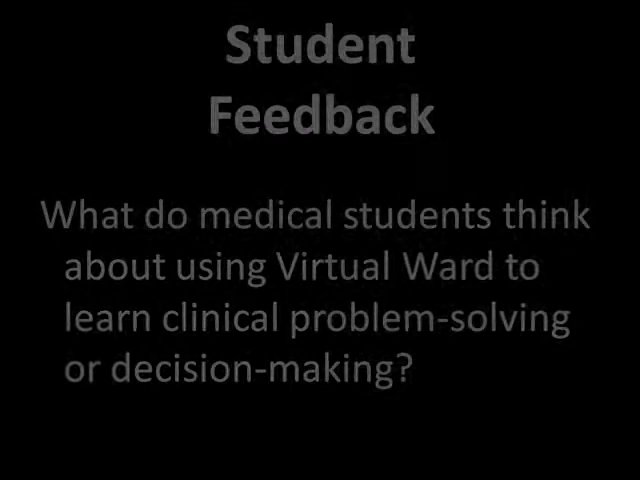 Student
Feedback
What do medical students think
about using Virtual Ward to
learn clinical problem-solving
or decision-making?